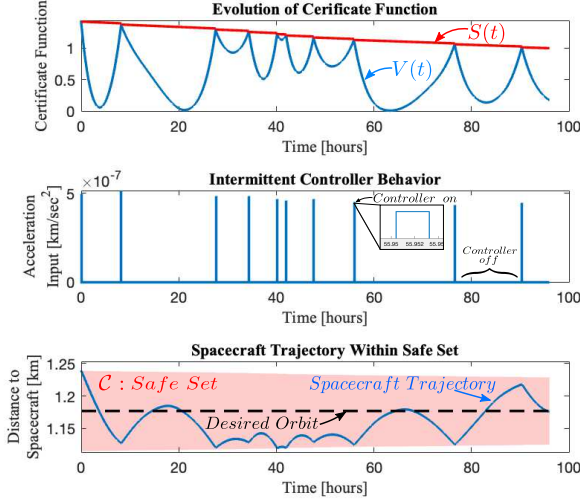 Evolution of Cerificate Function
Certificate Function
1
0.5
0
S(t)
V(t)
0 20 40 60 80 100
Time [hours]
Intermittent Controller Behavior
×10^-7
Acceleration
Input [km/sec^2]
5
0
Controller on
55.95 55.952 55.95
Controller
off
0 20 40 60 80 100
Time [hours]
Spacecraft Trajectory Within Safe Set
Distance to
Spacecraft [km]
1.25
1.2
1.15
C : Safe Set
Spacecraft Trajectory
Desired Orbit
0 20 40 60 80 100
Time [hours]